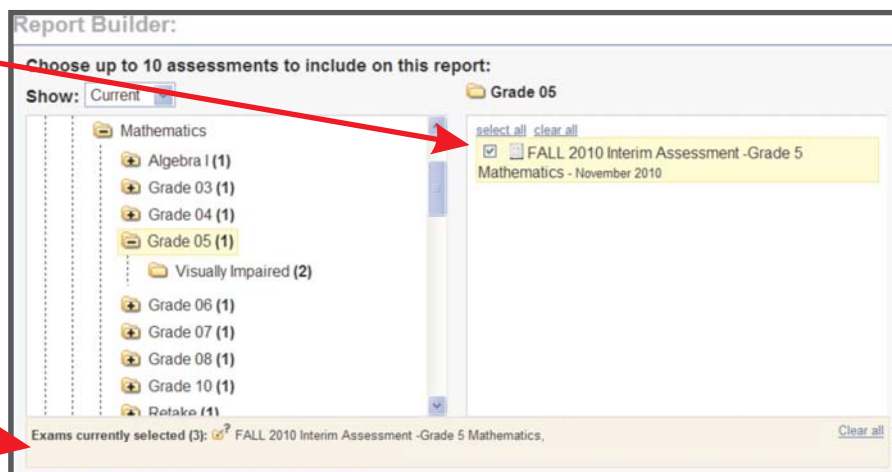 Report Builder:
Choose up to 10 assessments to include on this report:
Show: Current
Grade 05
Mathematics
Algebra I (1)
Grade 03 (1)
Grade 04 (1)
Grade 05 (1)
Visually Impaired (2)
Grade 06 (1)
Grade 07 (1)
Grade 08 (1)
Grade 10 (1)
Retake (1)
select all clear all
FALL 2010 Interim Assessment -Grade 5
Mathematics - November 2010
Exams currently selected (3): ? FALL 2010 Interim Assessment -Grade 5 Mathematics,
Clear all